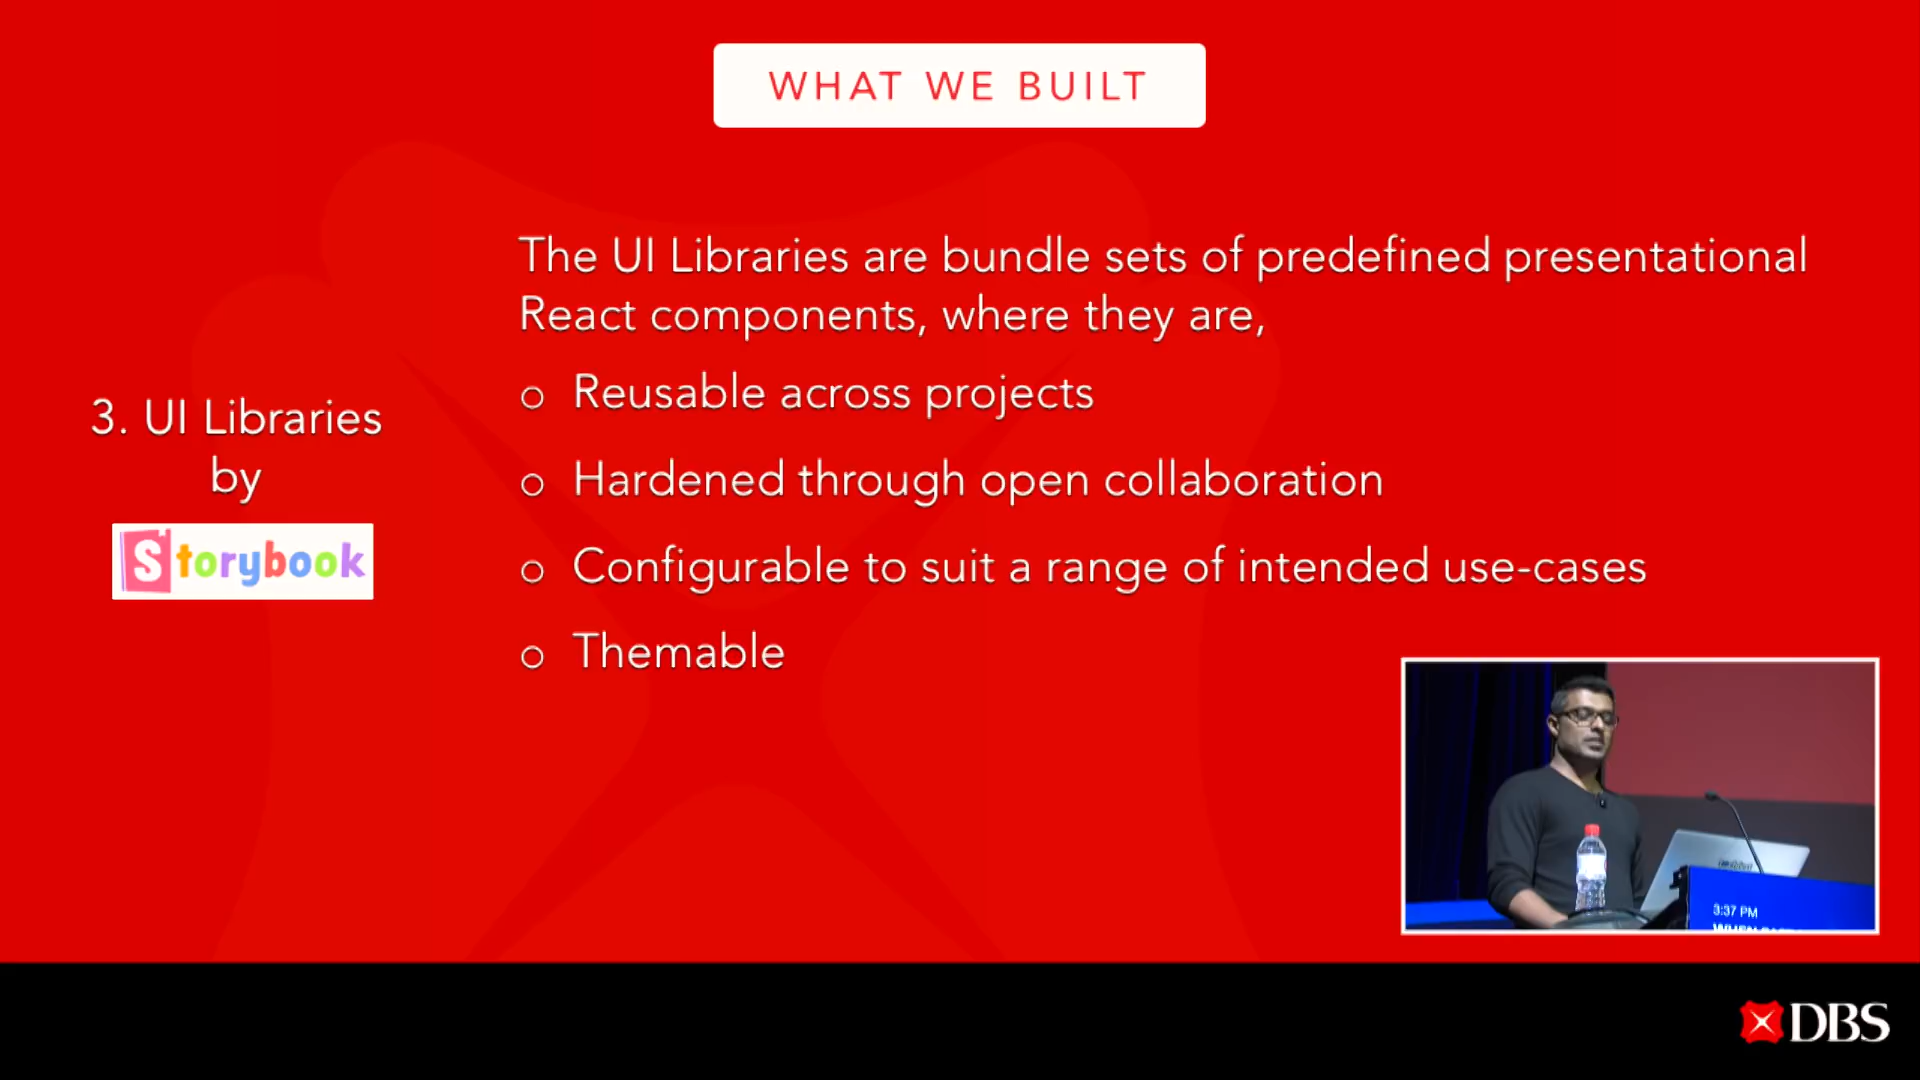 WHAT WE BUILT
3. UI Libraries
by
Storybook
The UI Libraries are bundle sets of predefined presentational
React components, where they are,
o Reusable across projects
o Hardened through open collaboration
o Configurable to suit a range of intended use-cases
o Themable
3:37 PM
WHEN
DBS